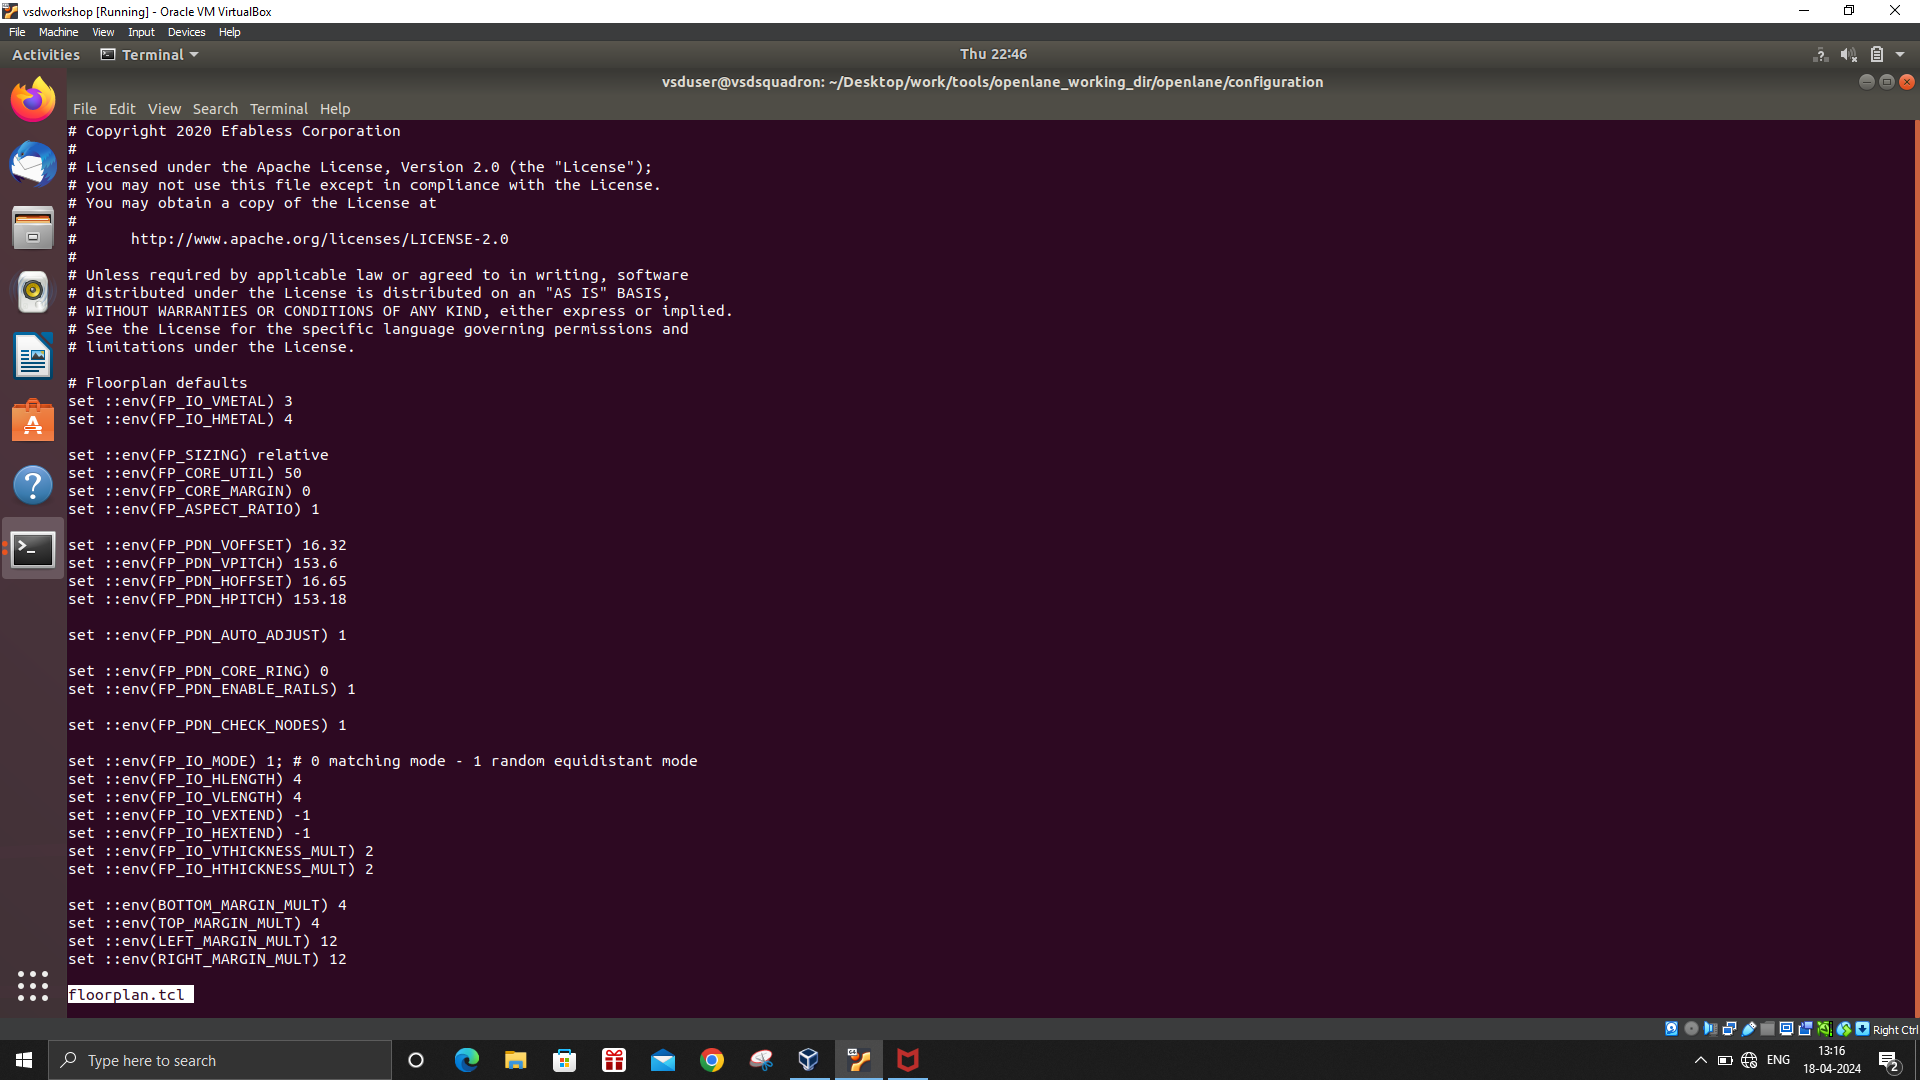 vsdworkshop [Running] - Oracle VM VirtualBox
File Machine View Input Devices Help
Activities Terminal Thu 22:46
vsduser@vsdsquadron: ~/Desktop/work/tools/openlane_working_dir/openlane/configuration
File Edit View Search Terminal Help
# Copyright 2020 Efabless Corporation
#
# Licensed under the Apache License, Version 2.0 (the "License");
# you may not use this file except in compliance with the License.
# You may obtain a copy of the License at
#
#      http://www.apache.org/licenses/LICENSE-2.0
#
# Unless required by applicable law or agreed to in writing, software
# distributed under the License is distributed on an "AS IS" BASIS,
# WITHOUT WARRANTIES OR CONDITIONS OF ANY KIND, either express or implied.
# See the License for the specific language governing permissions and
# limitations under the License.
# Floorplan defaults
set ::env(FP_IO_VMETAL) 3
set ::env(FP_IO_HMETAL) 4
set ::env(FP_SIZING) relative
set ::env(FP_CORE_UTIL) 50
set ::env(FP_CORE_MARGIN) 0
set ::env(FP_ASPECT_RATIO) 1
set ::env(FP_PDN_VOFFSET) 16.32
set ::env(FP_PDN_VPITCH) 153.6
set ::env(FP_PDN_HOFFSET) 16.65
set ::env(FP_PDN_HPITCH) 153.18
set ::env(FP_PDN_AUTO_ADJUST) 1
set ::env(FP_PDN_CORE_RING) 0
set ::env(FP_PDN_ENABLE_RAILS) 1
set ::env(FP_PDN_CHECK_NODES) 1
set ::env(FP_IO_MODE) 1; # 0 matching mode - 1 random equidistant mode
set ::env(FP_IO_HLENGTH) 4
set ::env(FP_IO_VLENGTH) 4
set ::env(FP_IO_VEXTEND) -1
set ::env(FP_IO_HEXTEND) -1
set ::env(FP_IO_VTHICKNESS_MULT) 2
set ::env(FP_IO_HTHICKNESS_MULT) 2
set ::env(BOTTOM_MARGIN_MULT) 4
set ::env(TOP_MARGIN_MULT) 4
set ::env(LEFT_MARGIN_MULT) 12
set ::env(RIGHT_MARGIN_MULT) 12
floorplan.tcl
Right Ctrl
Type here to search
ENG
13:16
18-04-2024
2